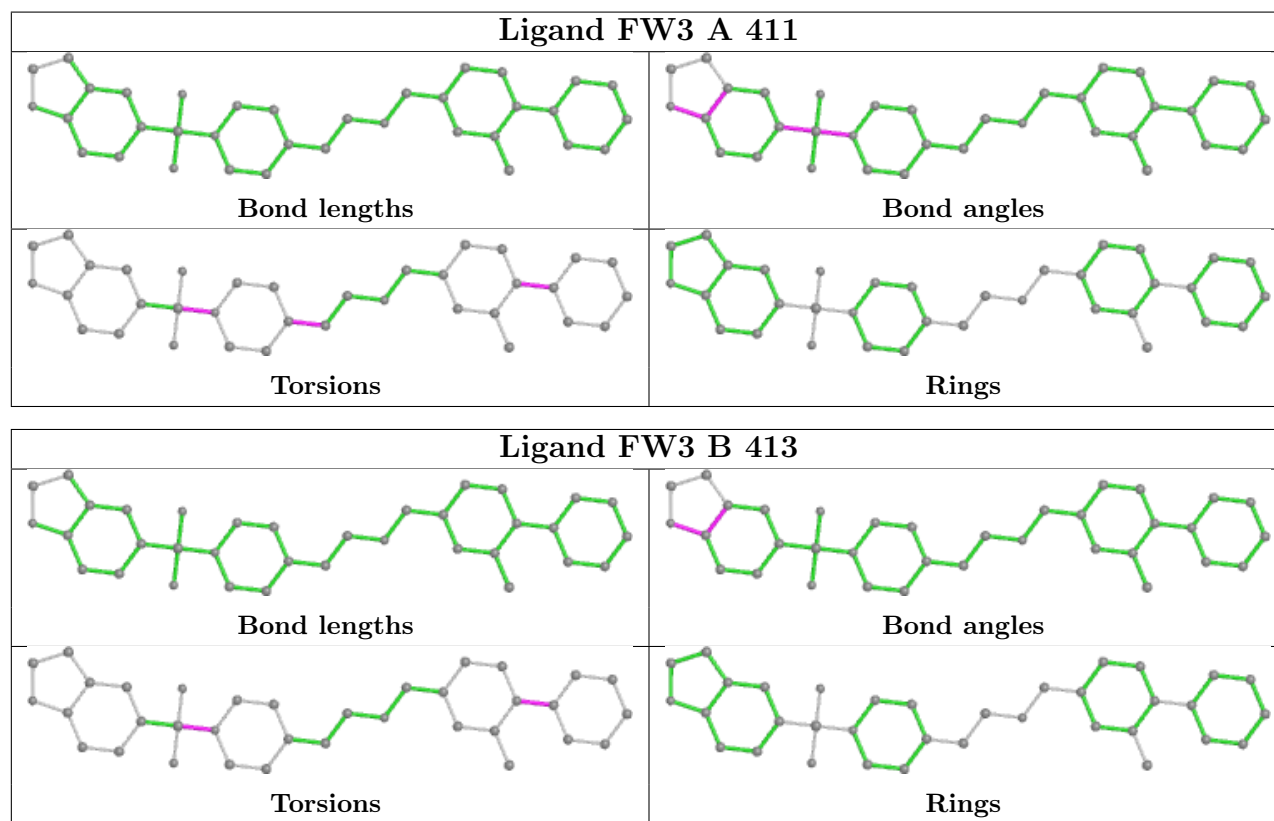 Ligand FW3 A 411
Bond lengths
Bond angles
Torsions
Rings
Ligand FW3 B 413
Bond lengths
Bond angles
Torsions
Rings